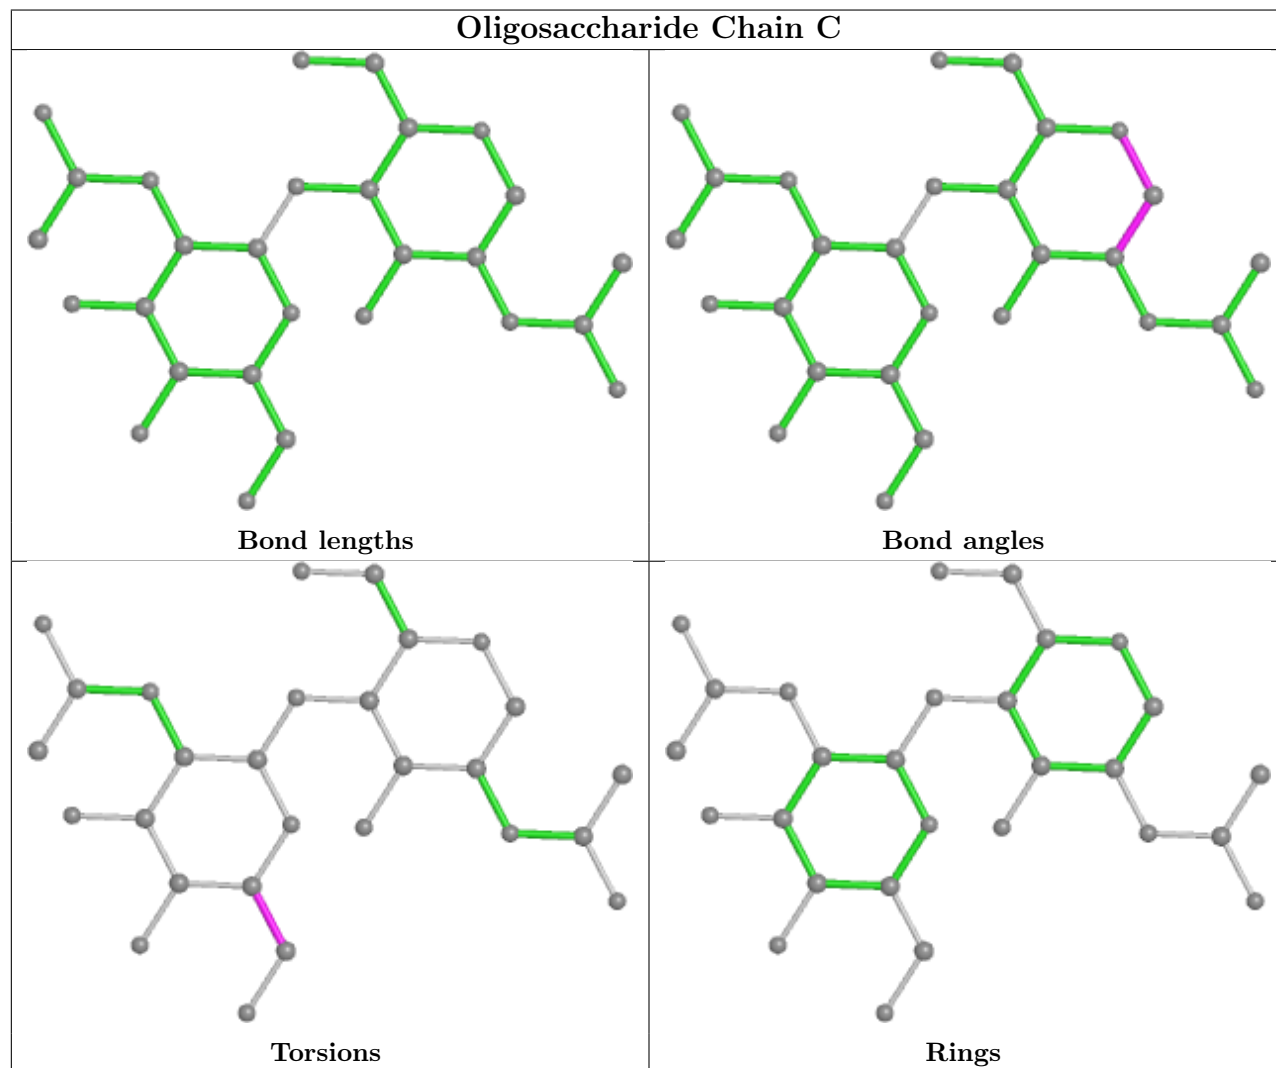 Oligosaccharide Chain C
Bond lengths
Bond angles
Torsions
Rings